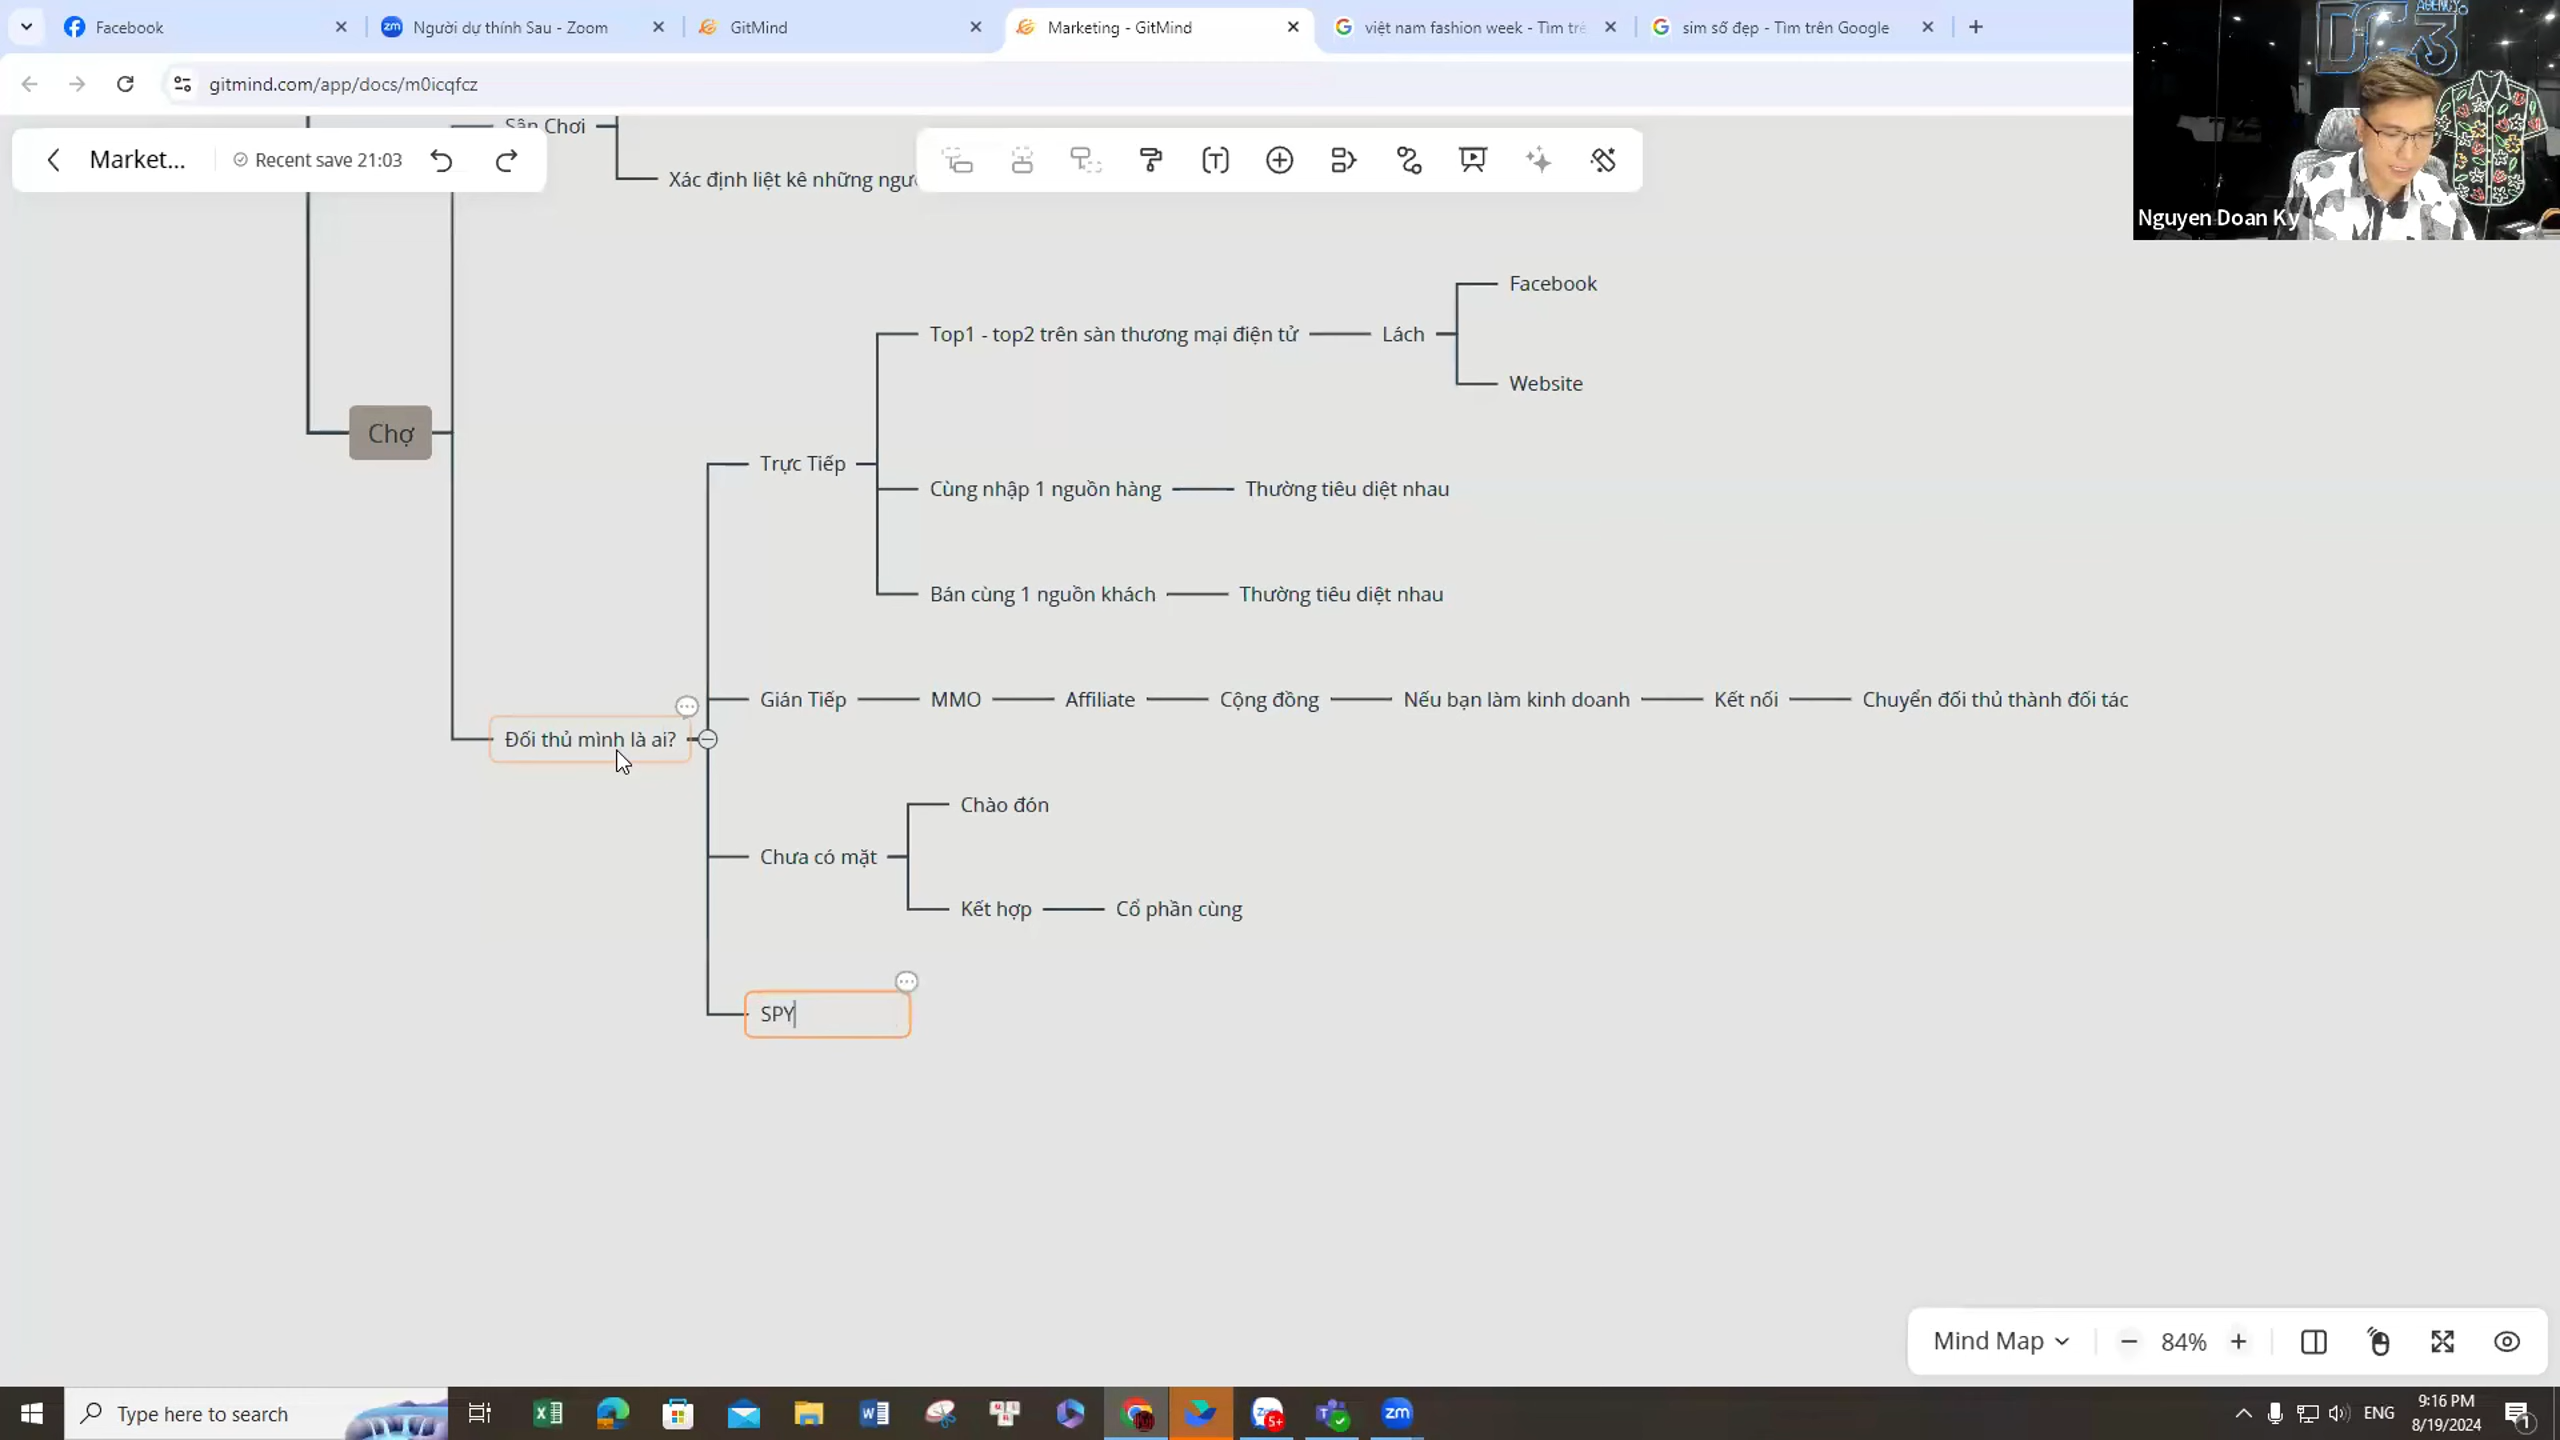 Facebook
Người dự thính Sau - Zoom
GitMind
Marketing - GitMind
việt nam fashion week - Tìm trê
sim số đẹp - Tìm trên Google
gitmind.com/app/docs/m0icqfcz
AGENCY
Nguyen Doan Ky
Market...
Recent save 21:03
Sân Chơi
Xác định liệt kê những ngư
Facebook
Top1 - top2 trên sàn thương mại điện tử
Lách
Website
Chợ
Trực Tiếp
Cùng nhập 1 nguồn hàng
Thường tiêu diệt nhau
Bán cùng 1 nguồn khách
Thường tiêu diệt nhau
Gián Tiếp
MMO
Affiliate
Cộng đồng
Nếu bạn làm kinh doanh
Kết nối
Chuyển đối thủ thành đối tác
Đối thủ mình là ai?
Chào đón
Chưa có mặt
Kết hợp
Cổ phần cùng
SPY
Mind Map
84%
Type here to search
ENG
9:16 PM
8/19/2024